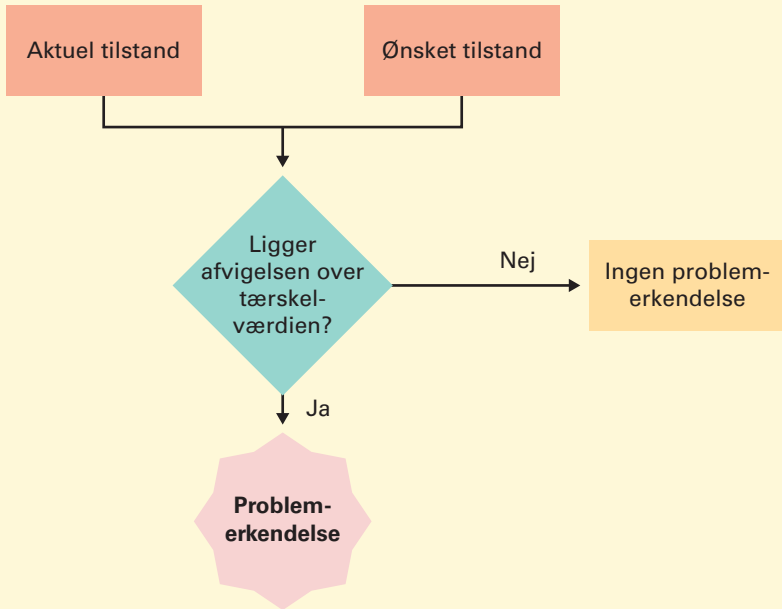 Aktuel tilstand
Ønsket tilstand
Ligger
afvigelsen over
tærskel-
værdien?
Nej
Ingen problem-
erkendelse
Ja
Problem-
erkendelse